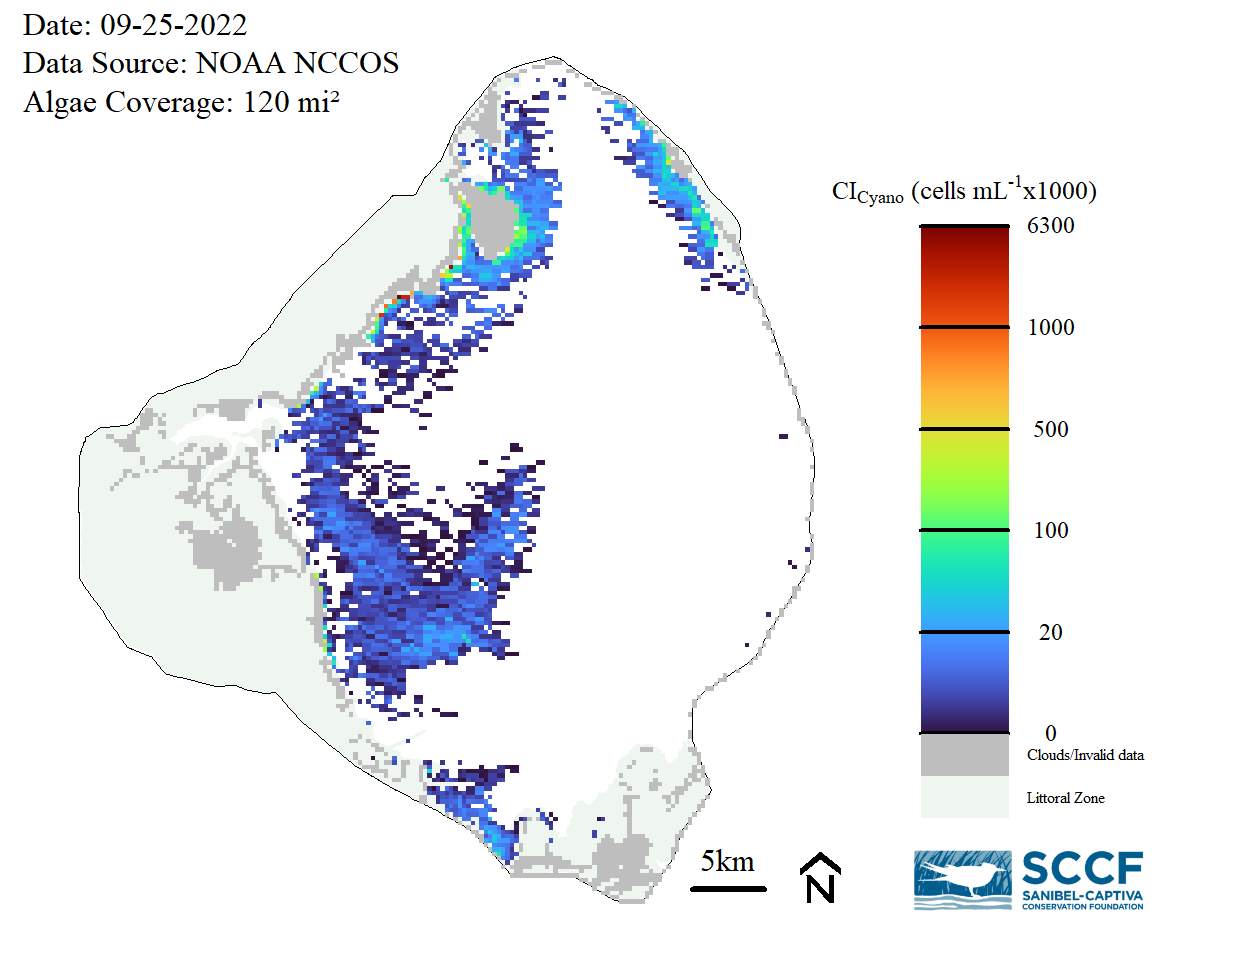 Date: 09-25-2022
Data Source: NOAA NCCOS
Algae Coverage: 120 mi²
CICyano (cells mL-1x1000)
6300
1000
500
100
20
0
Clouds/Invalid data
Littoral Zone
5km
N
SCCF
SANIBEL-CAPTIVA
CONSERVATION FOUNDATION